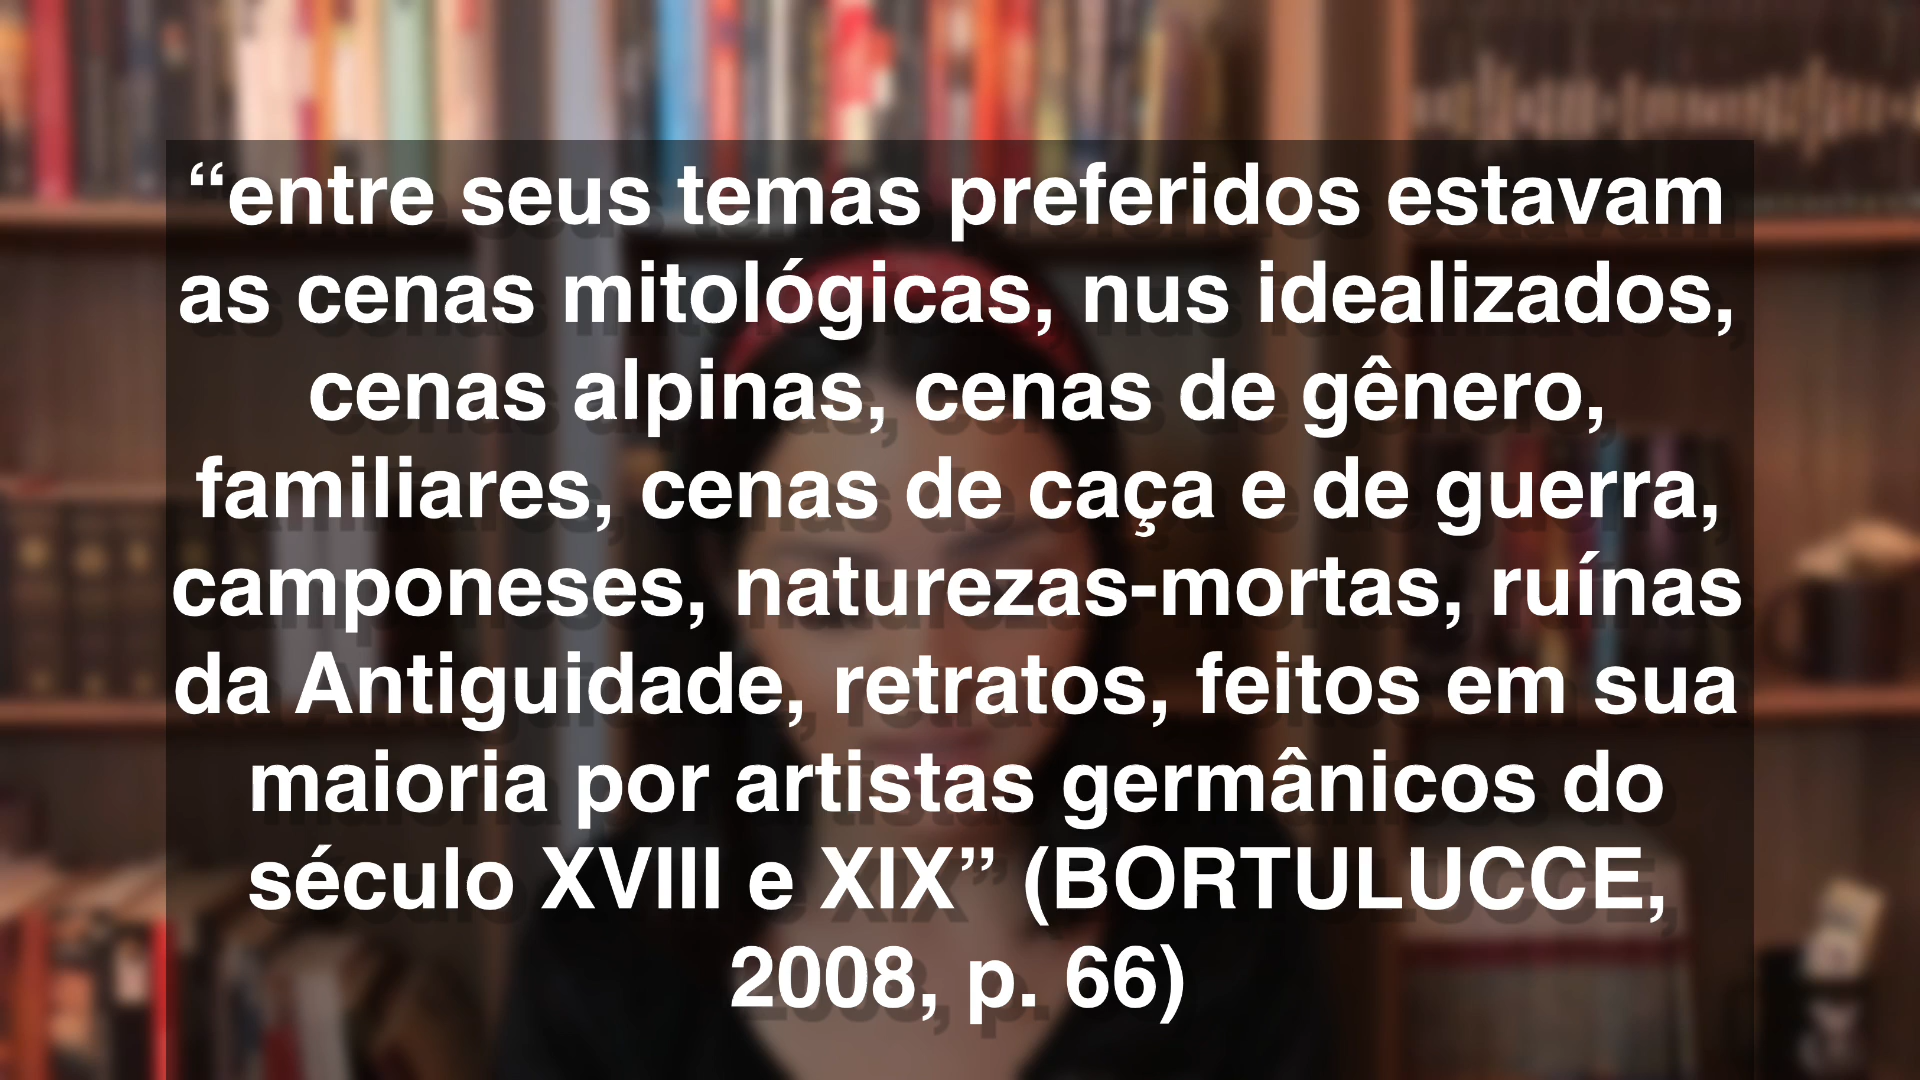 “entre seus temas preferidos estavam
as cenas mitológicas, nus idealizados,
cenas alpinas, cenas de gênero,
familiares, cenas de caça e de guerra,
camponeses, naturezas-mortas, ruínas
da Antiguidade, retratos, feitos em sua
maioria por artistas germânicos do
século XVIII e XIX” (BORTULUCCE,
2008, p. 66)